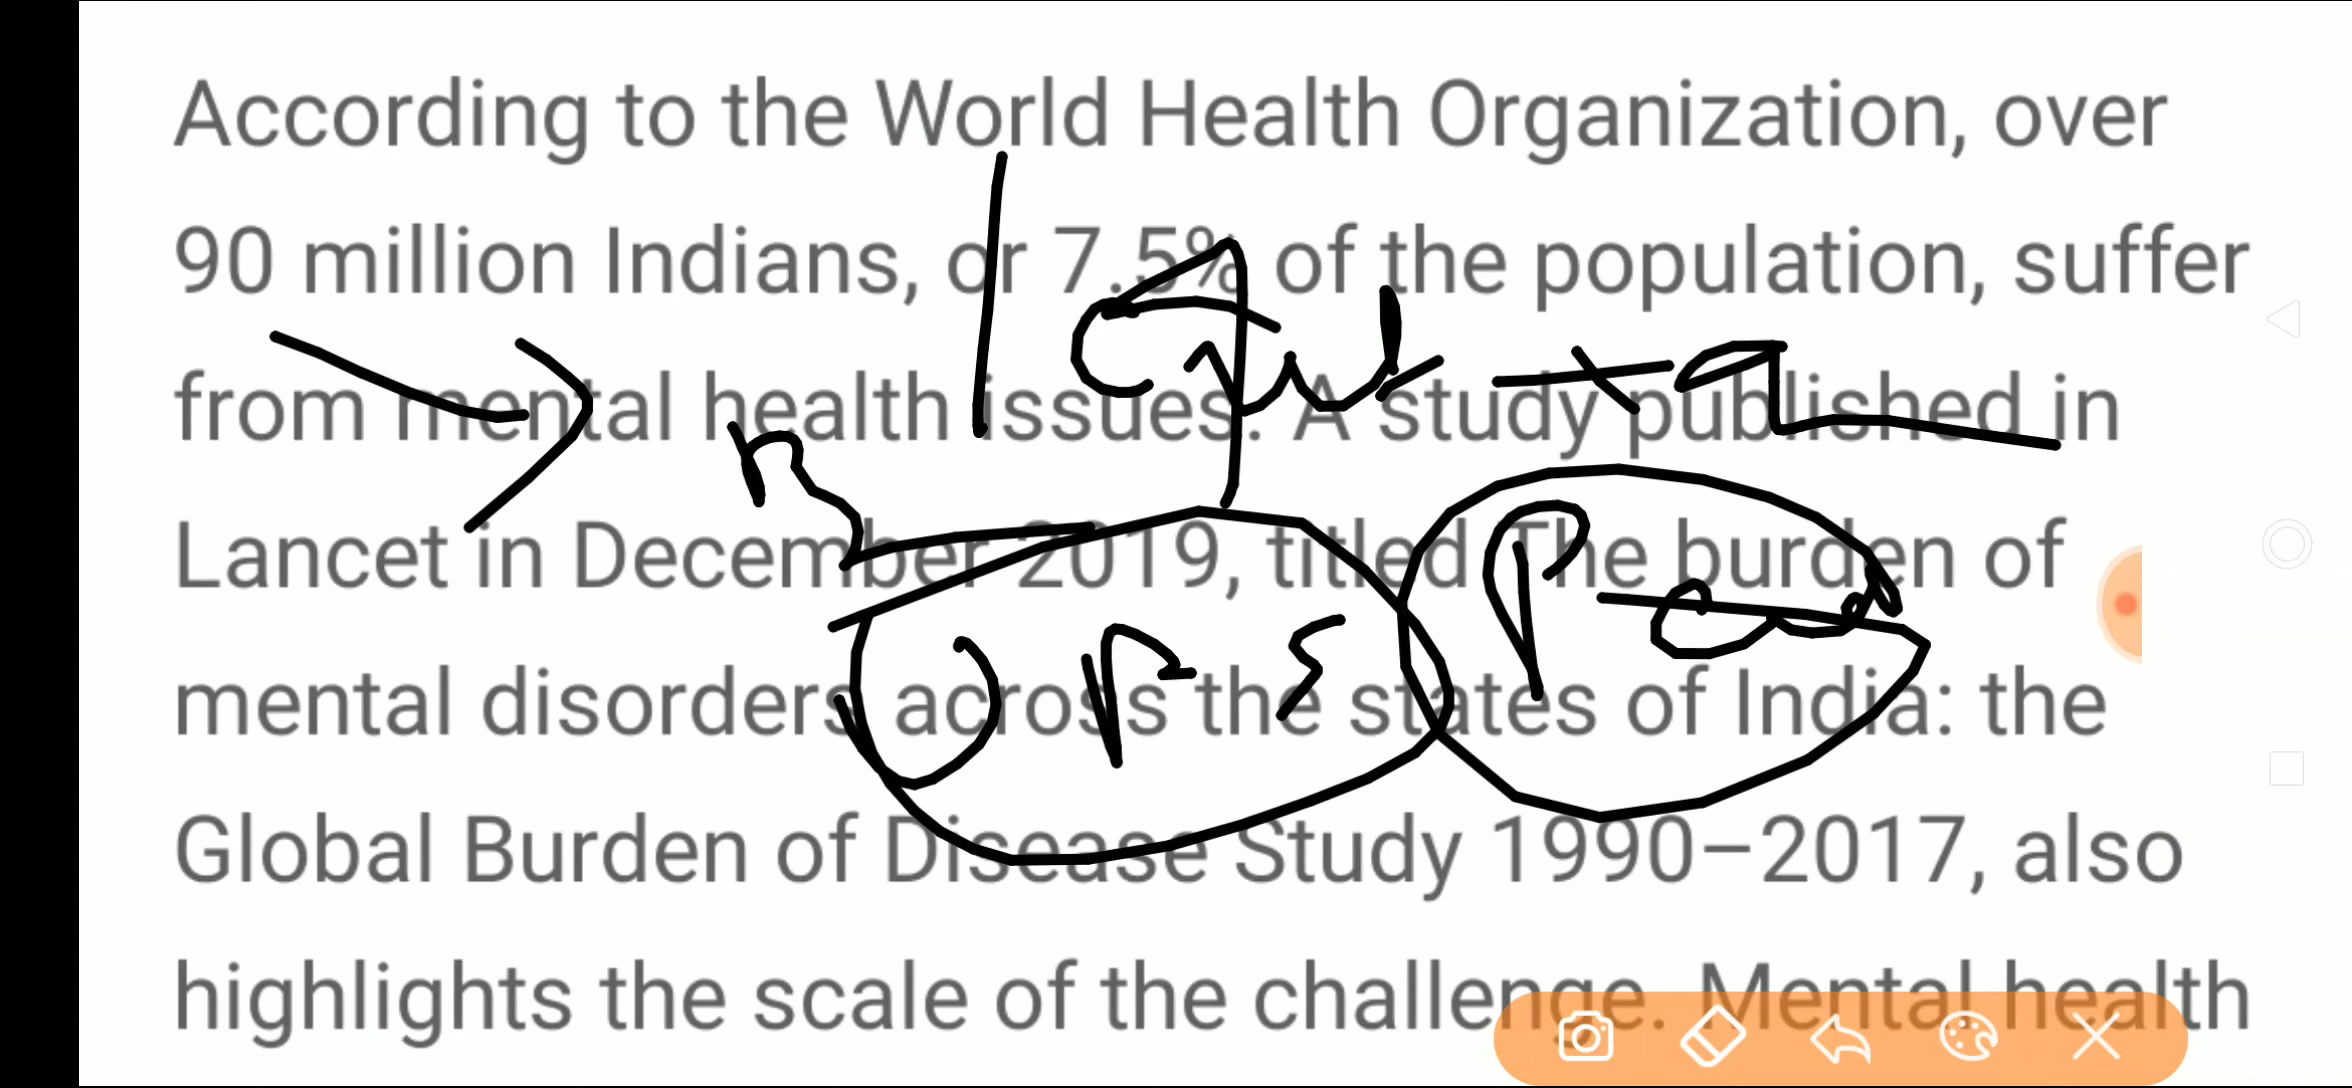 According to the World Health Organization, over
90 million Indians, or 7.5% of the population, suffer
from mental health issues. A study published in
Lancet in December 2019, titled The burden of
mental disorders across the states of India: the
Global Burden of Disease Study 1990–2017, also
highlights the scale of the challenge. Mental health